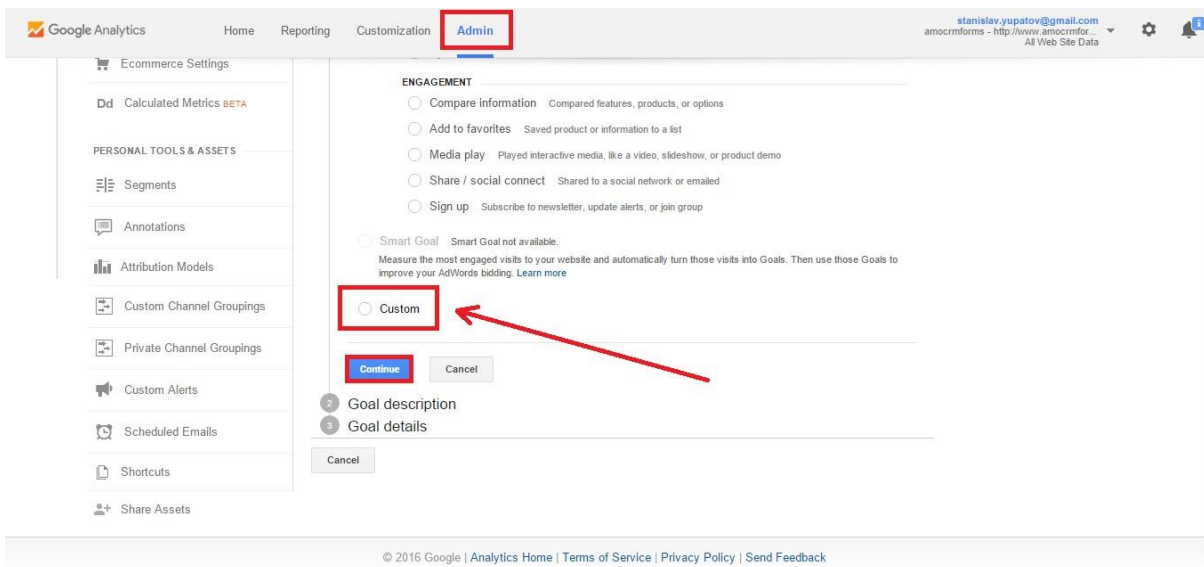 Google Analytics
Home
Reporting
Customization
Admin
stanislav.yupatov@gmail.com
amocrmforms - http://www.amocrmfor...
All Web Site Data
Ecommerce Settings
Dd Calculated Metrics BETA
PERSONAL TOOLS & ASSETS
Segments
Annotations
Attribution Models
Custom Channel Groupings
Private Channel Groupings
Custom Alerts
Scheduled Emails
Shortcuts
Share Assets
ENGAGEMENT
Compare information Compared features, products, or options
Add to favorites Saved product or information to a list
Media play Played interactive media, like a video, slideshow, or product demo
Share / social connect Shared to a social network or emailed
Sign up Subscribe to newsletter, update alerts, or join group
Smart Goal Smart Goal not available.
Measure the most engaged visits to your website and automatically turn those visits into Goals. Then use those Goals to
improve your AdWords bidding. Learn more
Custom
Continue
Cancel
2 Goal description
3 Goal details
Cancel
© 2016 Google | Analytics Home | Terms of Service | Privacy Policy | Send Feedback